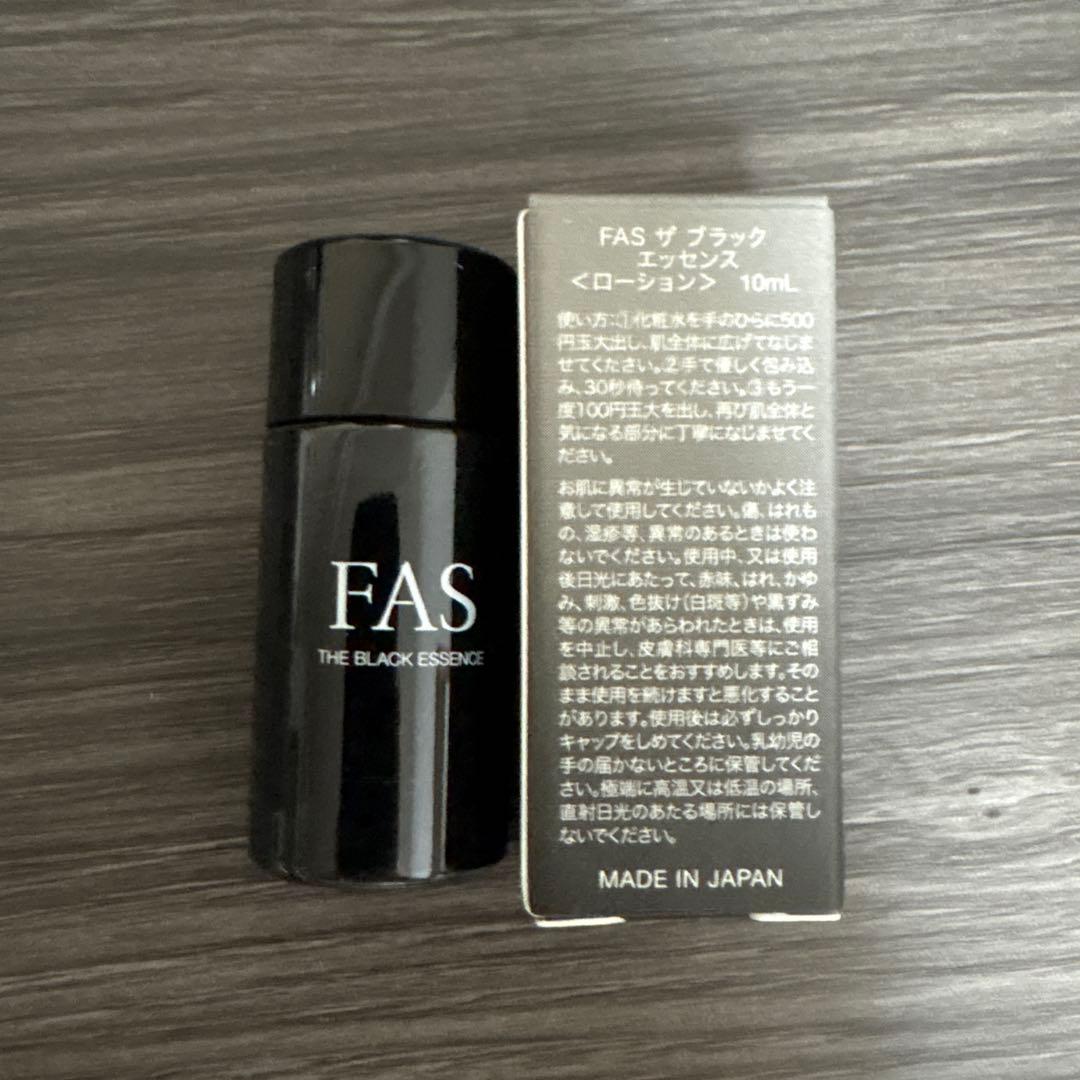 FAS
THE BLACK ESSENCE
FAS ザ ブラック
エッセンス
＜ローション＞ 10mL
使い方:①化粧水を手のひらに500
円玉大出し、肌全体に広げてなじま
せてください。②手で優しく包み込
み、30秒待ってください。③もう一
度100円玉大を出し、再び肌全体と
気になる部分に丁寧になじませてく
ださい。
お肌に異常が生じていないかよく注
意して使用してください。傷、はれも
の、湿疹等、異常のあるときは使わ
ないでください。使用中、又は使用
後日光にあたって、赤味、はれ、かゆ
み、刺激、色抜け(白斑等)や黒ずみ
等の異常があらわれたときは、使用
を中止し、皮膚科専門医等にご相
談されることをおすすめします。その
まま使用を続けますと悪化すること
があります。使用後は必ずしっかり
キャップをしめてください。乳幼児の
手の届かないところに保管してくだ
さい。極端に高温又は低温の場所、
直射日光のあたる場所には保管し
ないでください。
MADE IN JAPAN